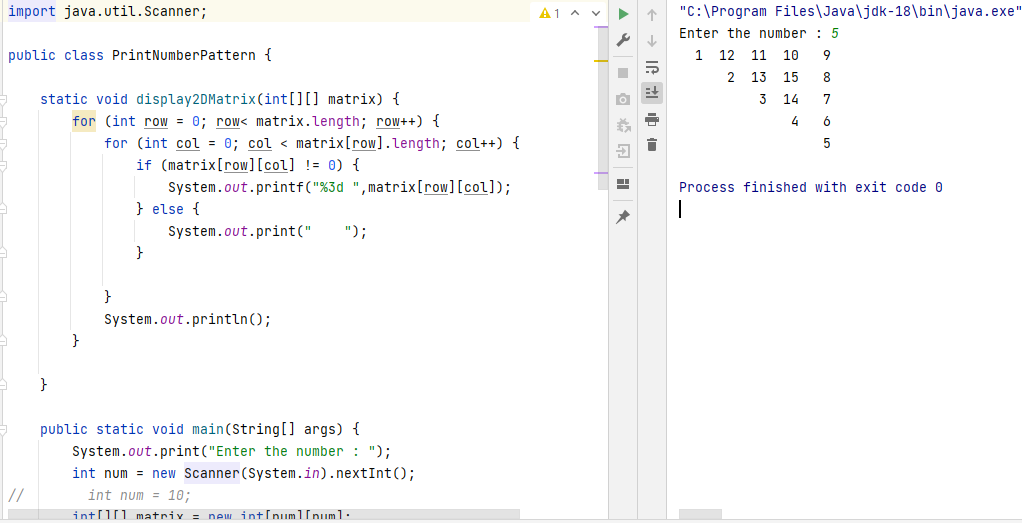 import java.util.Scanner;
1
public class PrintNumberPattern {
static void display2DMatrix(int[][] matrix) {
for (int row = 0; row< matrix.length; row++) {
for (int col = 0; col < matrix[row].length; col++) {
if (matrix[row][col] != 0) {
System.out.printf("%3d ",matrix[row][col]);
} else {
System.out.print("    ");
}
}
System.out.println();
}
}
public static void main(String[] args) {
System.out.print("Enter the number : ");
int num = new Scanner(System.in).nextInt();
//        int num = 10;
int[][] matrix = new int[num][num];
"C:\Program Files\Java\jdk-18\bin\java.exe"
Enter the number : 5
1  12  11  10   9
2  13  15   8
3  14   7
4   6
5
Process finished with exit code 0